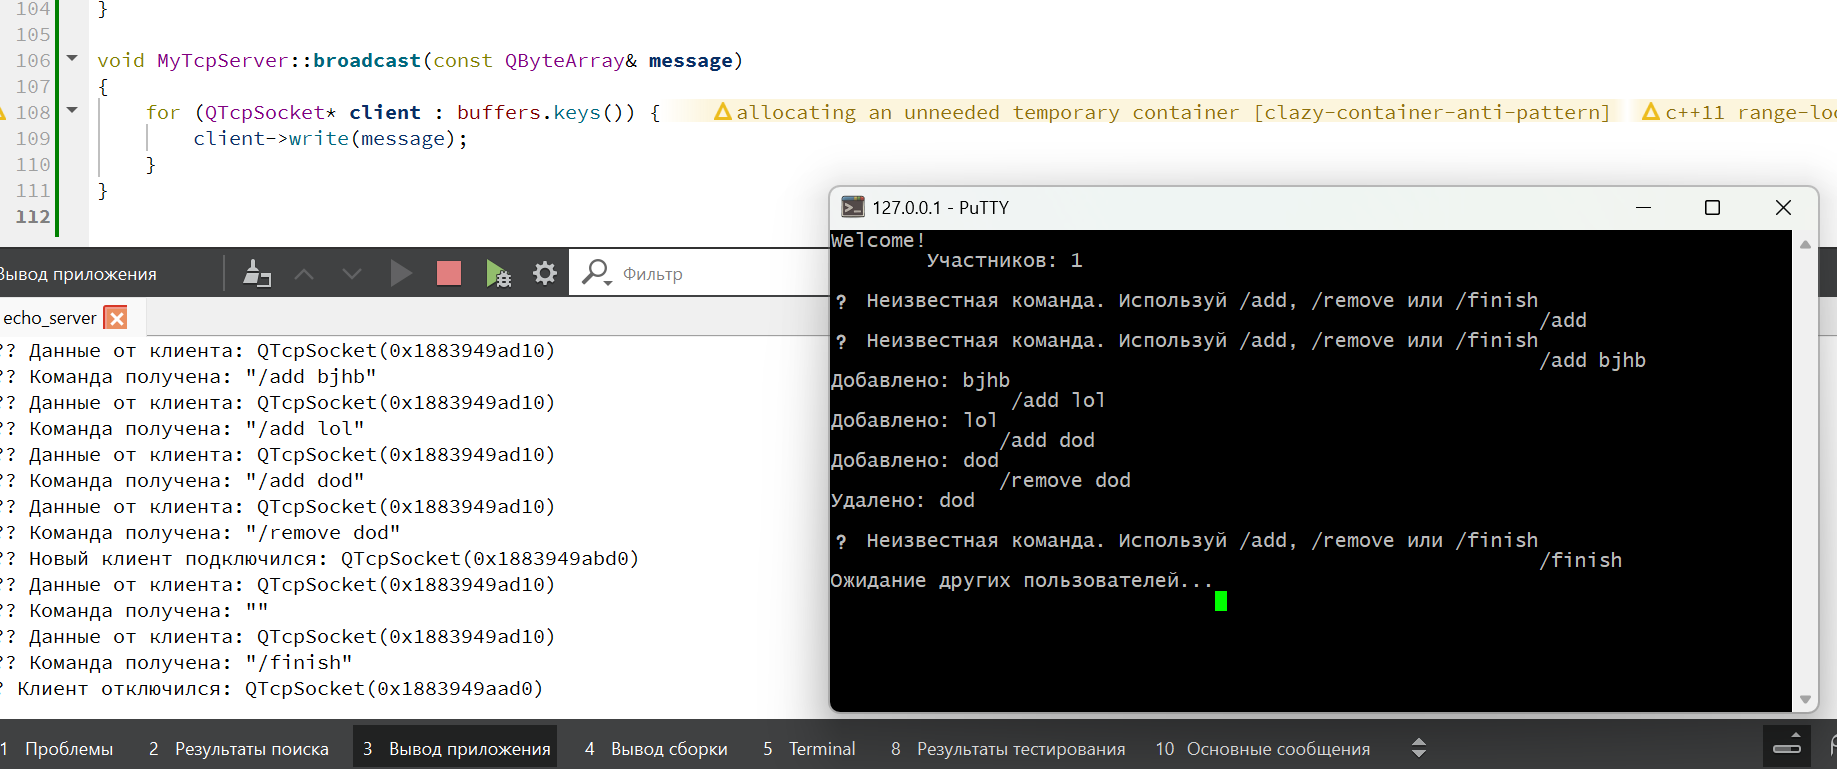 104 }
105
106 void MyTcpServer::broadcast(const QByteArray& message)
107 {
108 for (QTcpSocket* client : buffers.keys()) { allocating an unneeded temporary container [clazy-container-anti-pattern] c++11 range-loo
109 client->write(message);
110 }
111 }
112
Вывод приложения
Фильтр
echo_server
?? Данные от клиента: QTcpSocket(0x1883949ad10)
?? Команда получена: "/add bjhb"
?? Данные от клиента: QTcpSocket(0x1883949ad10)
?? Команда получена: "/add lol"
?? Данные от клиента: QTcpSocket(0x1883949ad10)
?? Команда получена: "/add dod"
?? Данные от клиента: QTcpSocket(0x1883949ad10)
?? Команда получена: "/remove dod"
?? Новый клиент подключился: QTcpSocket(0x1883949abd0)
?? Данные от клиента: QTcpSocket(0x1883949ad10)
?? Команда получена: ""
?? Данные от клиента: QTcpSocket(0x1883949ad10)
?? Команда получена: "/finish"
? Клиент отключился: QTcpSocket(0x1883949aad0)
127.0.0.1 - PuTTY
Welcome!
Участников: 1
? Неизвестная команда. Используй /add, /remove или /finish
/add
? Неизвестная команда. Используй /add, /remove или /finish
/add bjhb
Добавлено: bjhb
/add lol
Добавлено: lol
/add dod
Добавлено: dod
/remove dod
Удалено: dod
? Неизвестная команда. Используй /add, /remove или /finish
/finish
Ожидание других пользователей...
1 Проблемы 2 Результаты поиска 3 Вывод приложения 4 Вывод сборки 5 Terminal 8 Результаты тестирования 10 Основные сообщения